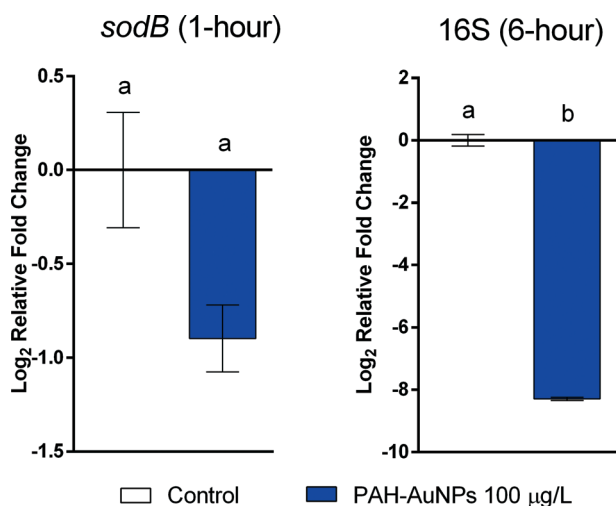 sodB (1-hour)
16S (6-hour)
Log2 Relative Fold Change
0.5
0.0
-0.5
-1.0
-1.5
a
a
Log2 Relative Fold Change
2
0
-2
-4
-6
-8
-10
a
b
Control
PAH-AuNPs 100 µg/L